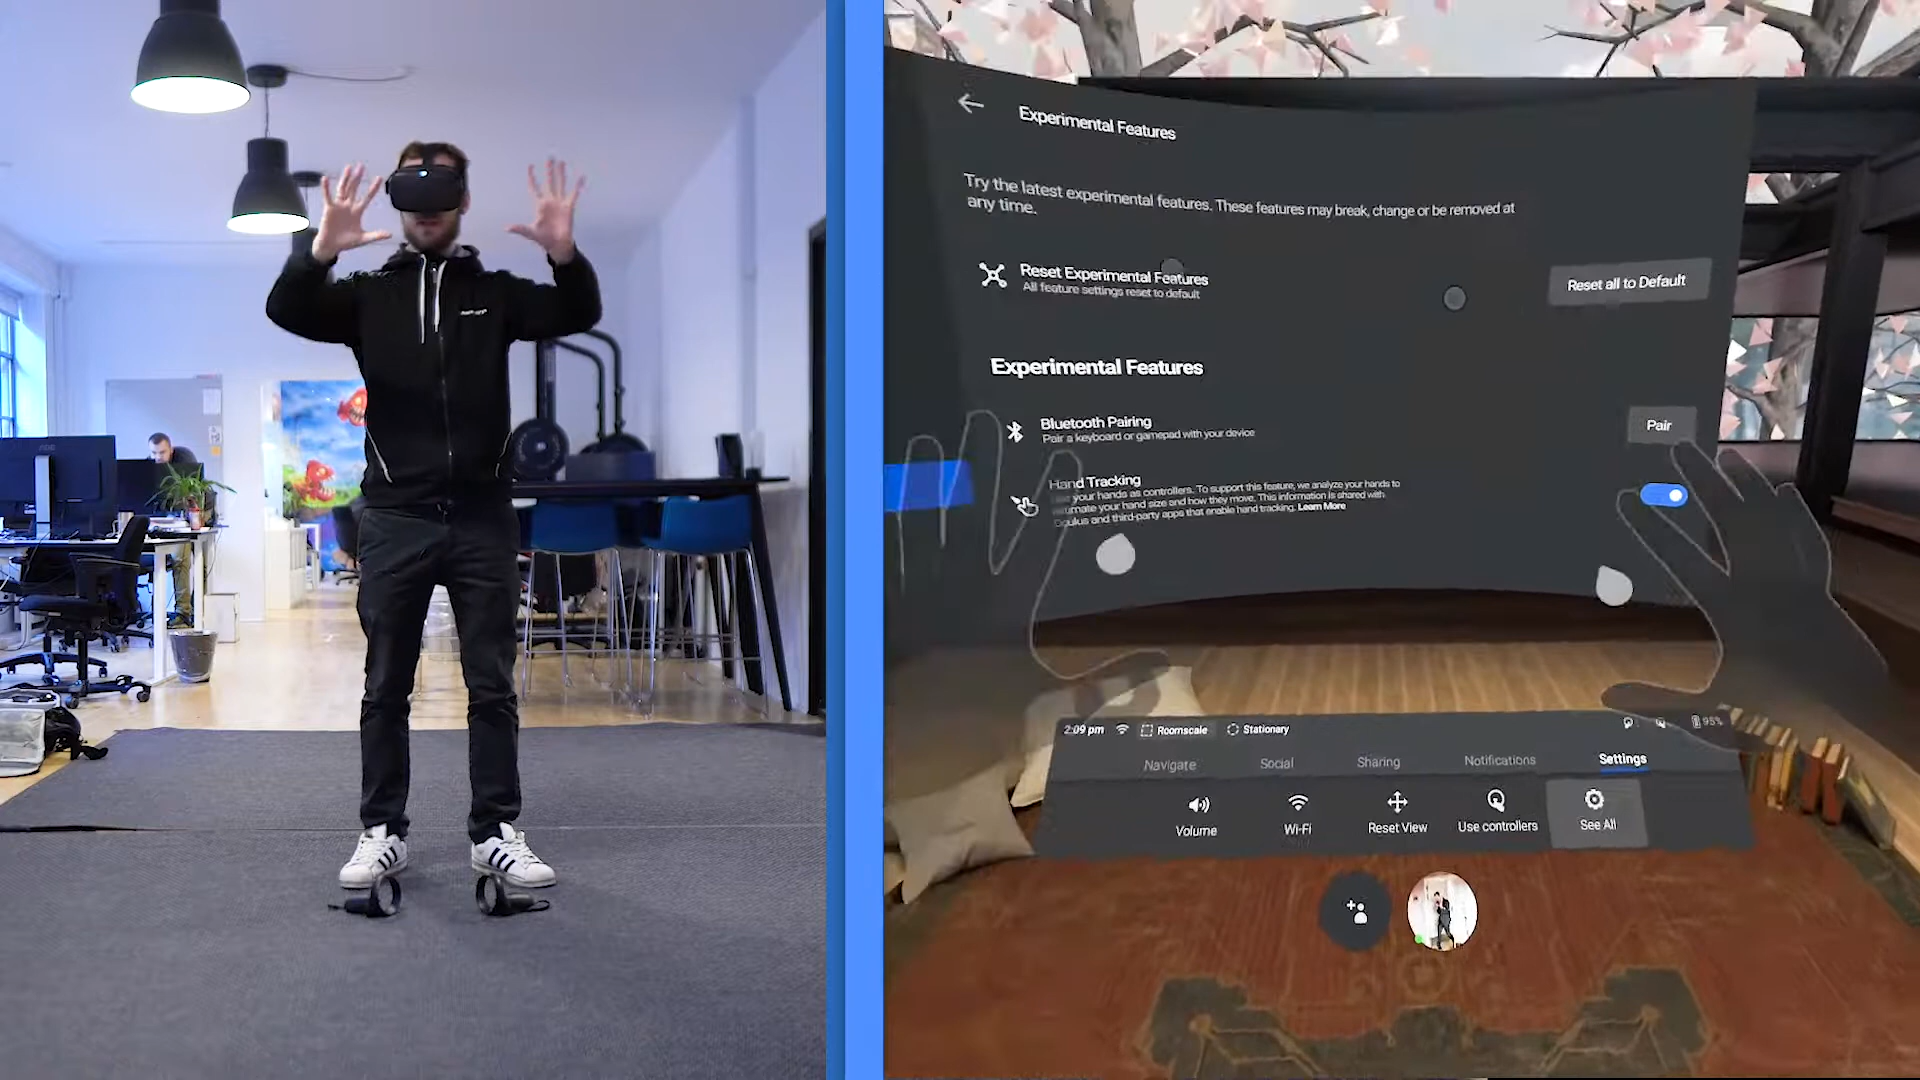 Experimental Features
Try the latest experimental features. These features may break, change or be removed at
any time.
Reset Experimental Features
All feature settings reset to default
Reset all to Default
Experimental Features
Bluetooth Pairing
Pair a keyboard or gamepad with your device
Pair
Hand Tracking
your hands as controllers. To support this feature, we analyze your hands to
estimate your hand size and how they move. This information is shared with
Oculus and third-party apps that enable hand tracking. Learn More
2:09 pm
Roomscale
Stationary
95%
Navigate
Social
Sharing
Notifications
Settings
Volume
Wi-Fi
Reset View
Use controllers
See All